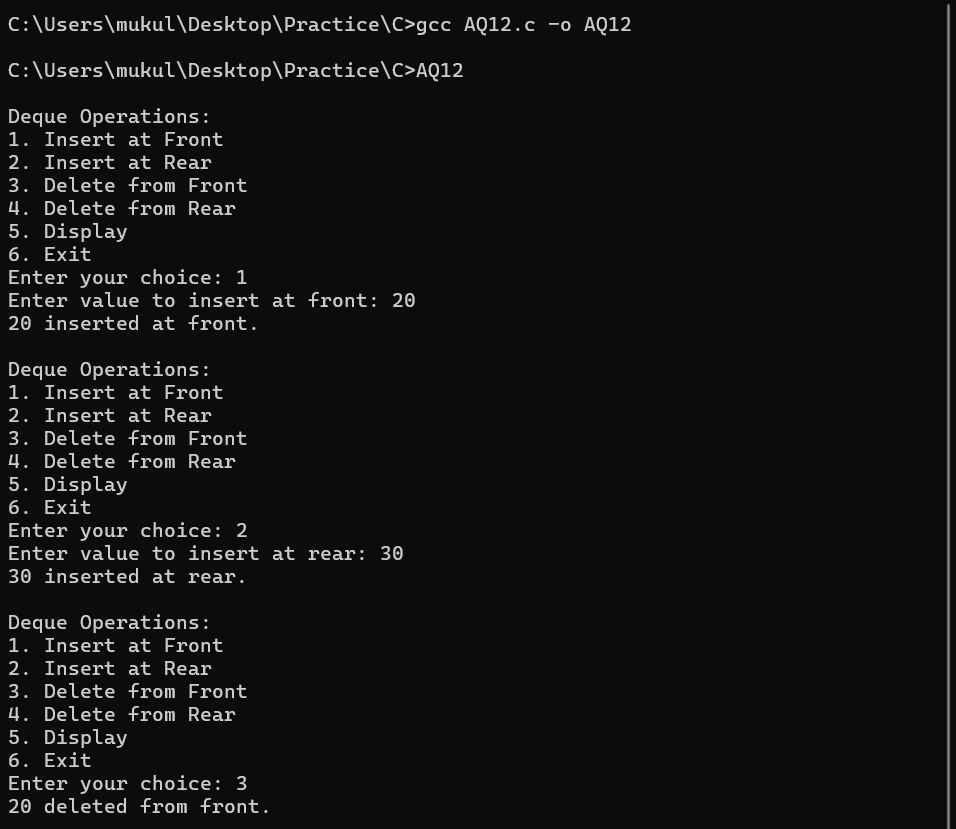 C:\Users\mukul\Desktop\Practice\C>gcc AQ12.c -o AQ12
C:\Users\mukul\Desktop\Practice\C>AQ12
Deque Operations:
1. Insert at Front
2. Insert at Rear
3. Delete from Front
4. Delete from Rear
5. Display
6. Exit
Enter your choice: 1
Enter value to insert at front: 20
20 inserted at front.
Deque Operations:
1. Insert at Front
2. Insert at Rear
3. Delete from Front
4. Delete from Rear
5. Display
6. Exit
Enter your choice: 2
Enter value to insert at rear: 30
30 inserted at rear.
Deque Operations:
1. Insert at Front
2. Insert at Rear
3. Delete from Front
4. Delete from Rear
5. Display
6. Exit
Enter your choice: 3
20 deleted from front.